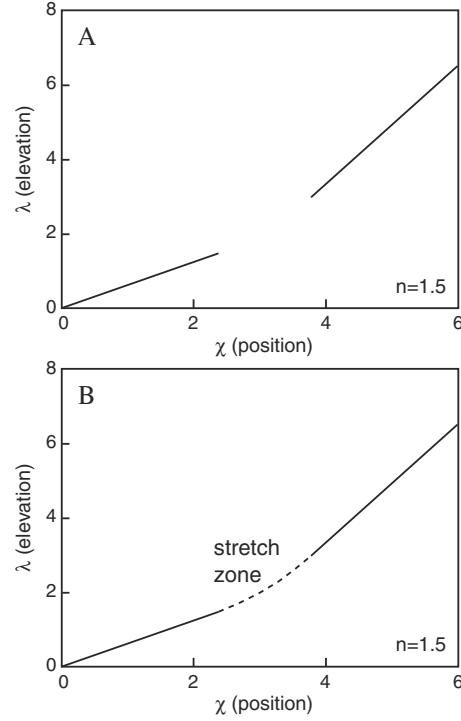 A
8
6
4
2
0
λ (elevation)
n=1.5
0
2
4
6
χ (position)
B
8
6
4
2
0
λ (elevation)
stretch
zone
n=1.5
0
2
4
6
χ (position)